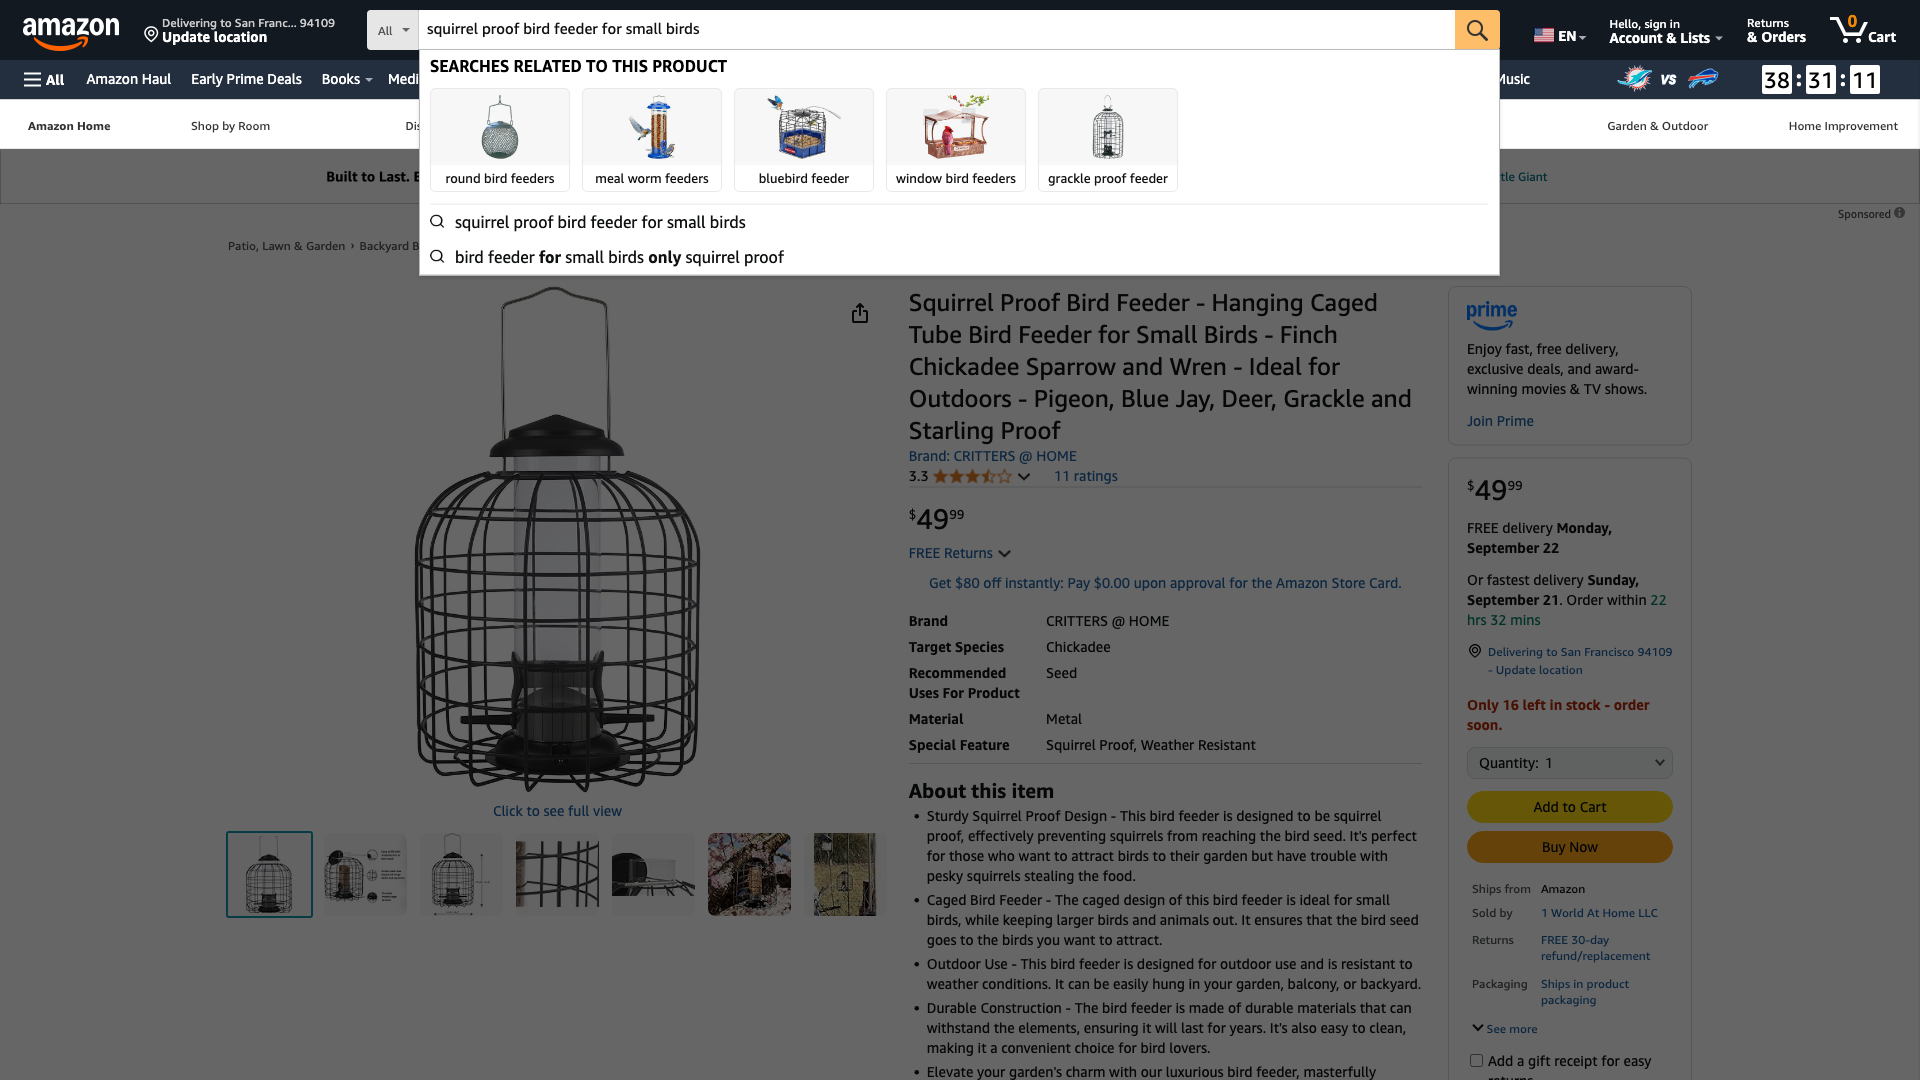 amazon
Delivering to San Franc... 94109
Update location
All
squirrel proof bird feeder for small birds
EN
Hello, sign in
Account & Lists
Returns
& Orders
0
Cart
All
Amazon Haul
Early Prime Deals
Books
Medi
Music
VS
38 : 31 : 11
SEARCHES RELATED TO THIS PRODUCT
round bird feeders
meal worm feeders
bluebird feeder
window bird feeders
grackle proof feeder
squirrel proof bird feeder for small birds
bird feeder for small birds only squirrel proof
Amazon Home
Shop by Room
Dis
Garden & Outdoor
Home Improvement
Built to Last. E
tle Giant
Sponsored
Patio, Lawn & Garden › Backyard B
Squirrel Proof Bird Feeder - Hanging Caged
Tube Bird Feeder for Small Birds - Finch
Chickadee Sparrow and Wren - Ideal for
Outdoors - Pigeon, Blue Jay, Deer, Grackle and
Starling Proof
Brand: CRITTERS @ HOME
3.3
11 ratings
$49.99
FREE Returns
Get $80 off instantly: Pay $0.00 upon approval for the Amazon Store Card.
Brand CRITTERS @ HOME
Target Species Chickadee
Recommended Seed
Uses For Product
Material Metal
Special Feature Squirrel Proof, Weather Resistant
About this item
• Sturdy Squirrel Proof Design - This bird feeder is designed to be squirrel
proof, effectively preventing squirrels from reaching the bird seed. It's perfect
for those who want to attract birds to their garden but have trouble with
pesky squirrels stealing the food.
• Caged Bird Feeder - The caged design of this bird feeder is ideal for small
birds, while keeping larger birds and animals out. It ensures that the bird seed
goes to the birds you want to attract.
• Outdoor Use - This bird feeder is designed for outdoor use and is resistant to
weather conditions. It can be easily hung in your garden, balcony, or backyard.
• Durable Construction - The bird feeder is made of durable materials that can
withstand the elements, ensuring it will last for years. It's also easy to clean,
making it a convenient choice for bird lovers.
• Elevate your garden's charm with our luxurious bird feeder, masterfully
Click to see full view
prime
Enjoy fast, free delivery,
exclusive deals, and award-
winning movies & TV shows.
Join Prime
$49.99
FREE delivery Monday,
September 22
Or fastest delivery Sunday,
September 21. Order within 22
hrs 32 mins
Delivering to San Francisco 94109
- Update location
Only 16 left in stock - order
soon.
Quantity: 1
Add to Cart
Buy Now
Ships from Amazon
Sold by 1 World At Home LLC
Returns FREE 30-day
refund/replacement
Packaging Ships in product
packaging
See more
Add a gift receipt for easy
returns